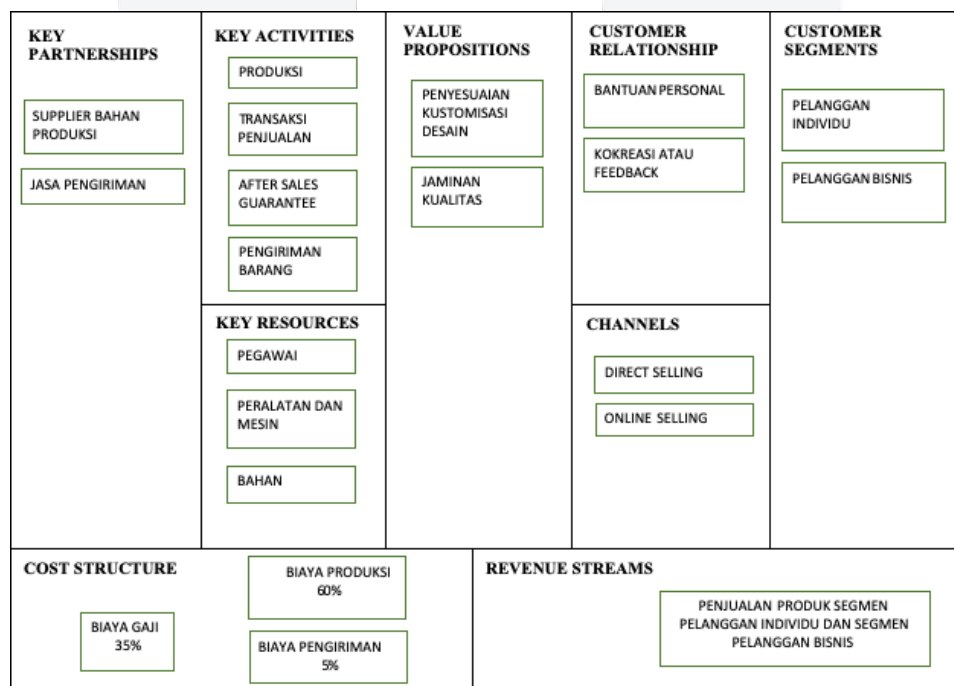 KEY
PARTNERSHIPS
SUPPLIER BAHAN
PRODUKSI
JASA PENGIRIMAN
KEY ACTIVITIES
PRODUKSI
TRANSAKSI
PENJUALAN
AFTER SALES
GUARANTEE
PENGIRIMAN
BARANG
KEY RESOURCES
PEGAWAI
PERALATAN DAN
MESIN
BAHAN
VALUE
PROPOSITIONS
PENYESUAIAN
KUSTOMISASI
DESAIN
JAMINAN
KUALITAS
CUSTOMER
RELATIONSHIP
BANTUAN PERSONAL
KOKREASI ATAU
FEEDBACK
CHANNELS
DIRECT SELLING
ONLINE SELLING
CUSTOMER
SEGMENTS
PELANGGAN
INDIVIDU
PELANGGAN BISNIS
COST STRUCTURE
BIAYA GAJI
35%
BIAYA PRODUKSI
60%
BIAYA PENGIRIMAN
5%
REVENUE STREAMS
PENJUALAN PRODUK SEGMEN
PELANGGAN INDIVIDU DAN SEGMEN
PELANGGAN BISNIS